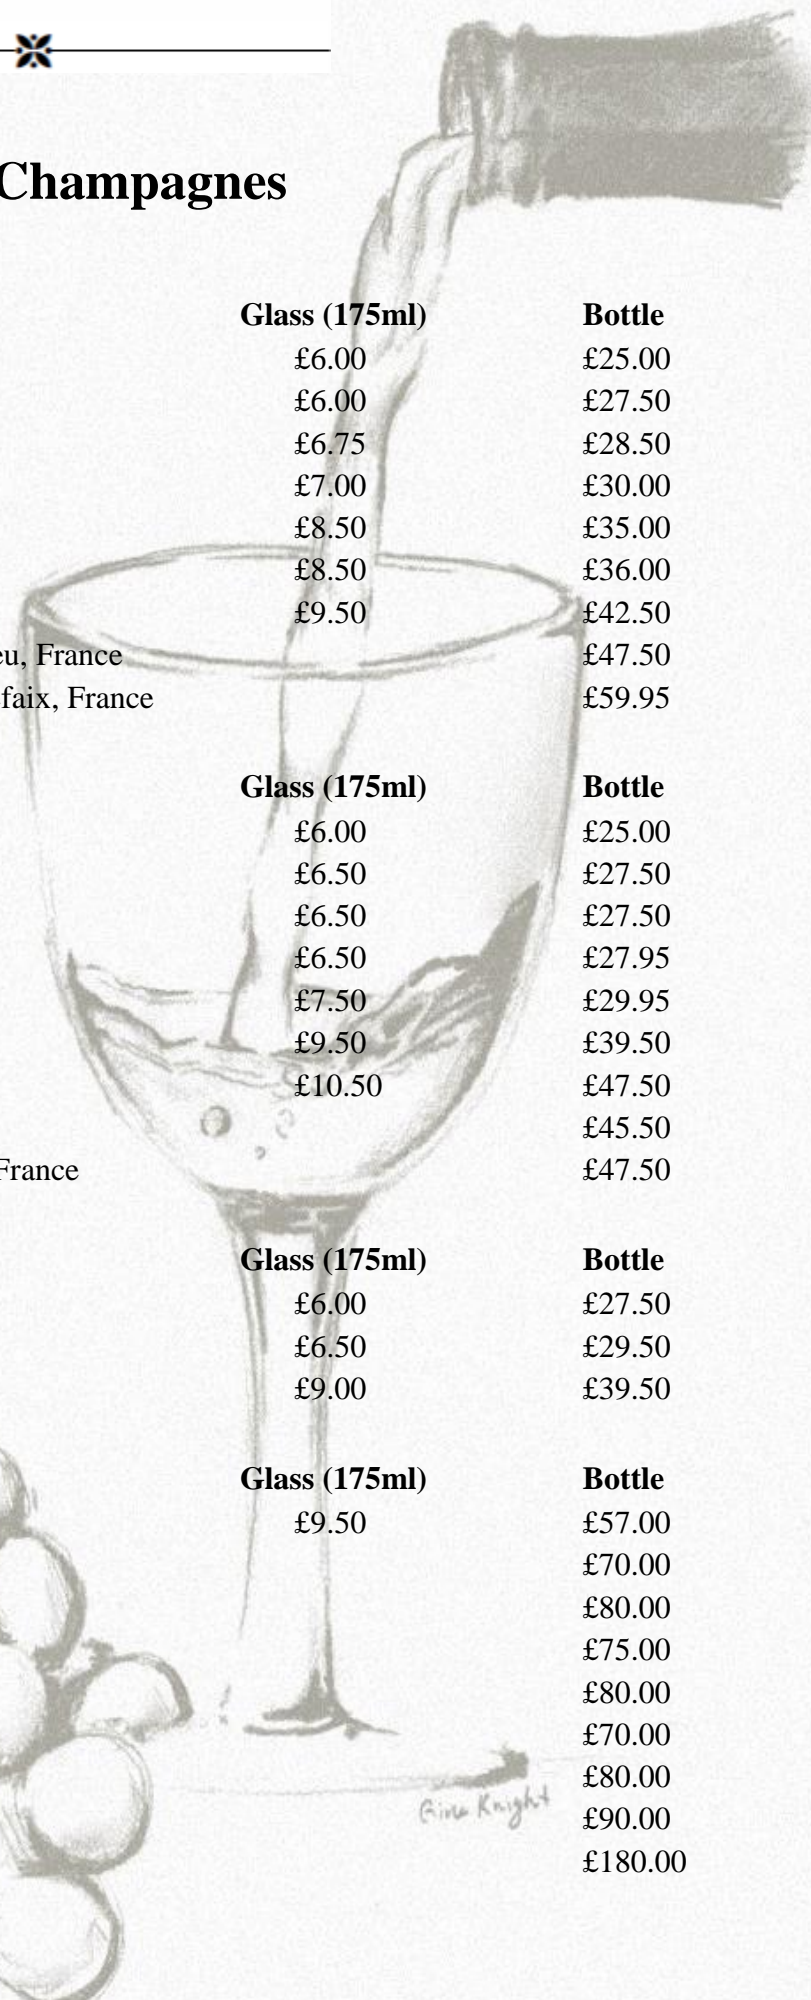 Champagnes
Glass (175ml) Bottle
£6.00 £25.00
£6.00 £27.50
£6.75 £28.50
£7.00 £30.00
£8.50 £35.00
£8.50 £36.00
£9.50 £42.50
eu, France £47.50
faix, France £59.95
Glass (175ml) Bottle
£6.00 £25.00
£6.50 £27.50
£6.50 £27.50
£6.50 £27.95
£7.50 £29.95
£9.50 £39.50
£10.50 £47.50
£45.50
France £47.50
Glass (175ml) Bottle
£6.00 £27.50
£6.50 £29.50
£9.00 £39.50
Glass (175ml) Bottle
£9.50 £57.00
£70.00
£80.00
£75.00
£80.00
£70.00
£80.00
Knight £90.00
£180.00